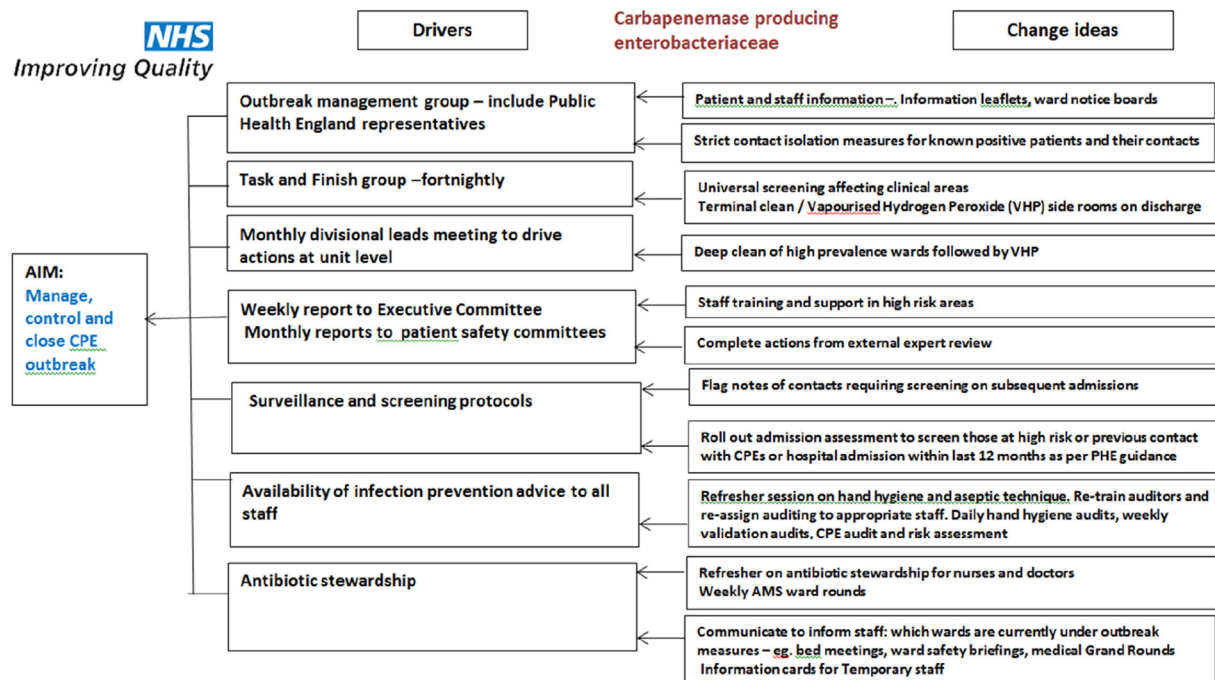 NHS
Improving Quality
Drivers
Carbapenemase producing
enterobacteriaceae
Change ideas
AIM:
Manage,
control and
close CPE
outbreak
Outbreak management group – include Public
Health England representatives
Task and Finish group –fortnightly
Monthly divisional leads meeting to drive
actions at unit level
Weekly report to Executive Committee
Monthly reports to patient safety committees
Surveillance and screening protocols
Availability of infection prevention advice to all
staff
Antibiotic stewardship
Patient and staff information –. Information leaflets, ward notice boards
Strict contact isolation measures for known positive patients and their contacts
Universal screening affecting clinical areas
Terminal clean / Vapourised Hydrogen Peroxide (VHP) side rooms on discharge
Deep clean of high prevalence wards followed by VHP
Staff training and support in high risk areas
Complete actions from external expert review
Flag notes of contacts requiring screening on subsequent admissions
Roll out admission assessment to screen those at high risk or previous contact
with CPEs or hospital admission within last 12 months as per PHE guidance
Refresher session on hand hygiene and aseptic technique. Re-train auditors and
re-assign auditing to appropriate staff. Daily hand hygiene audits, weekly
validation audits, CPE audit and risk assessment
Refresher on antibiotic stewardship for nurses and doctors
Weekly AMS ward rounds
Communicate to inform staff: which wards are currently under outbreak
measures – eg. bed meetings, ward safety briefings, medical Grand Rounds
Information cards for Temporary staff